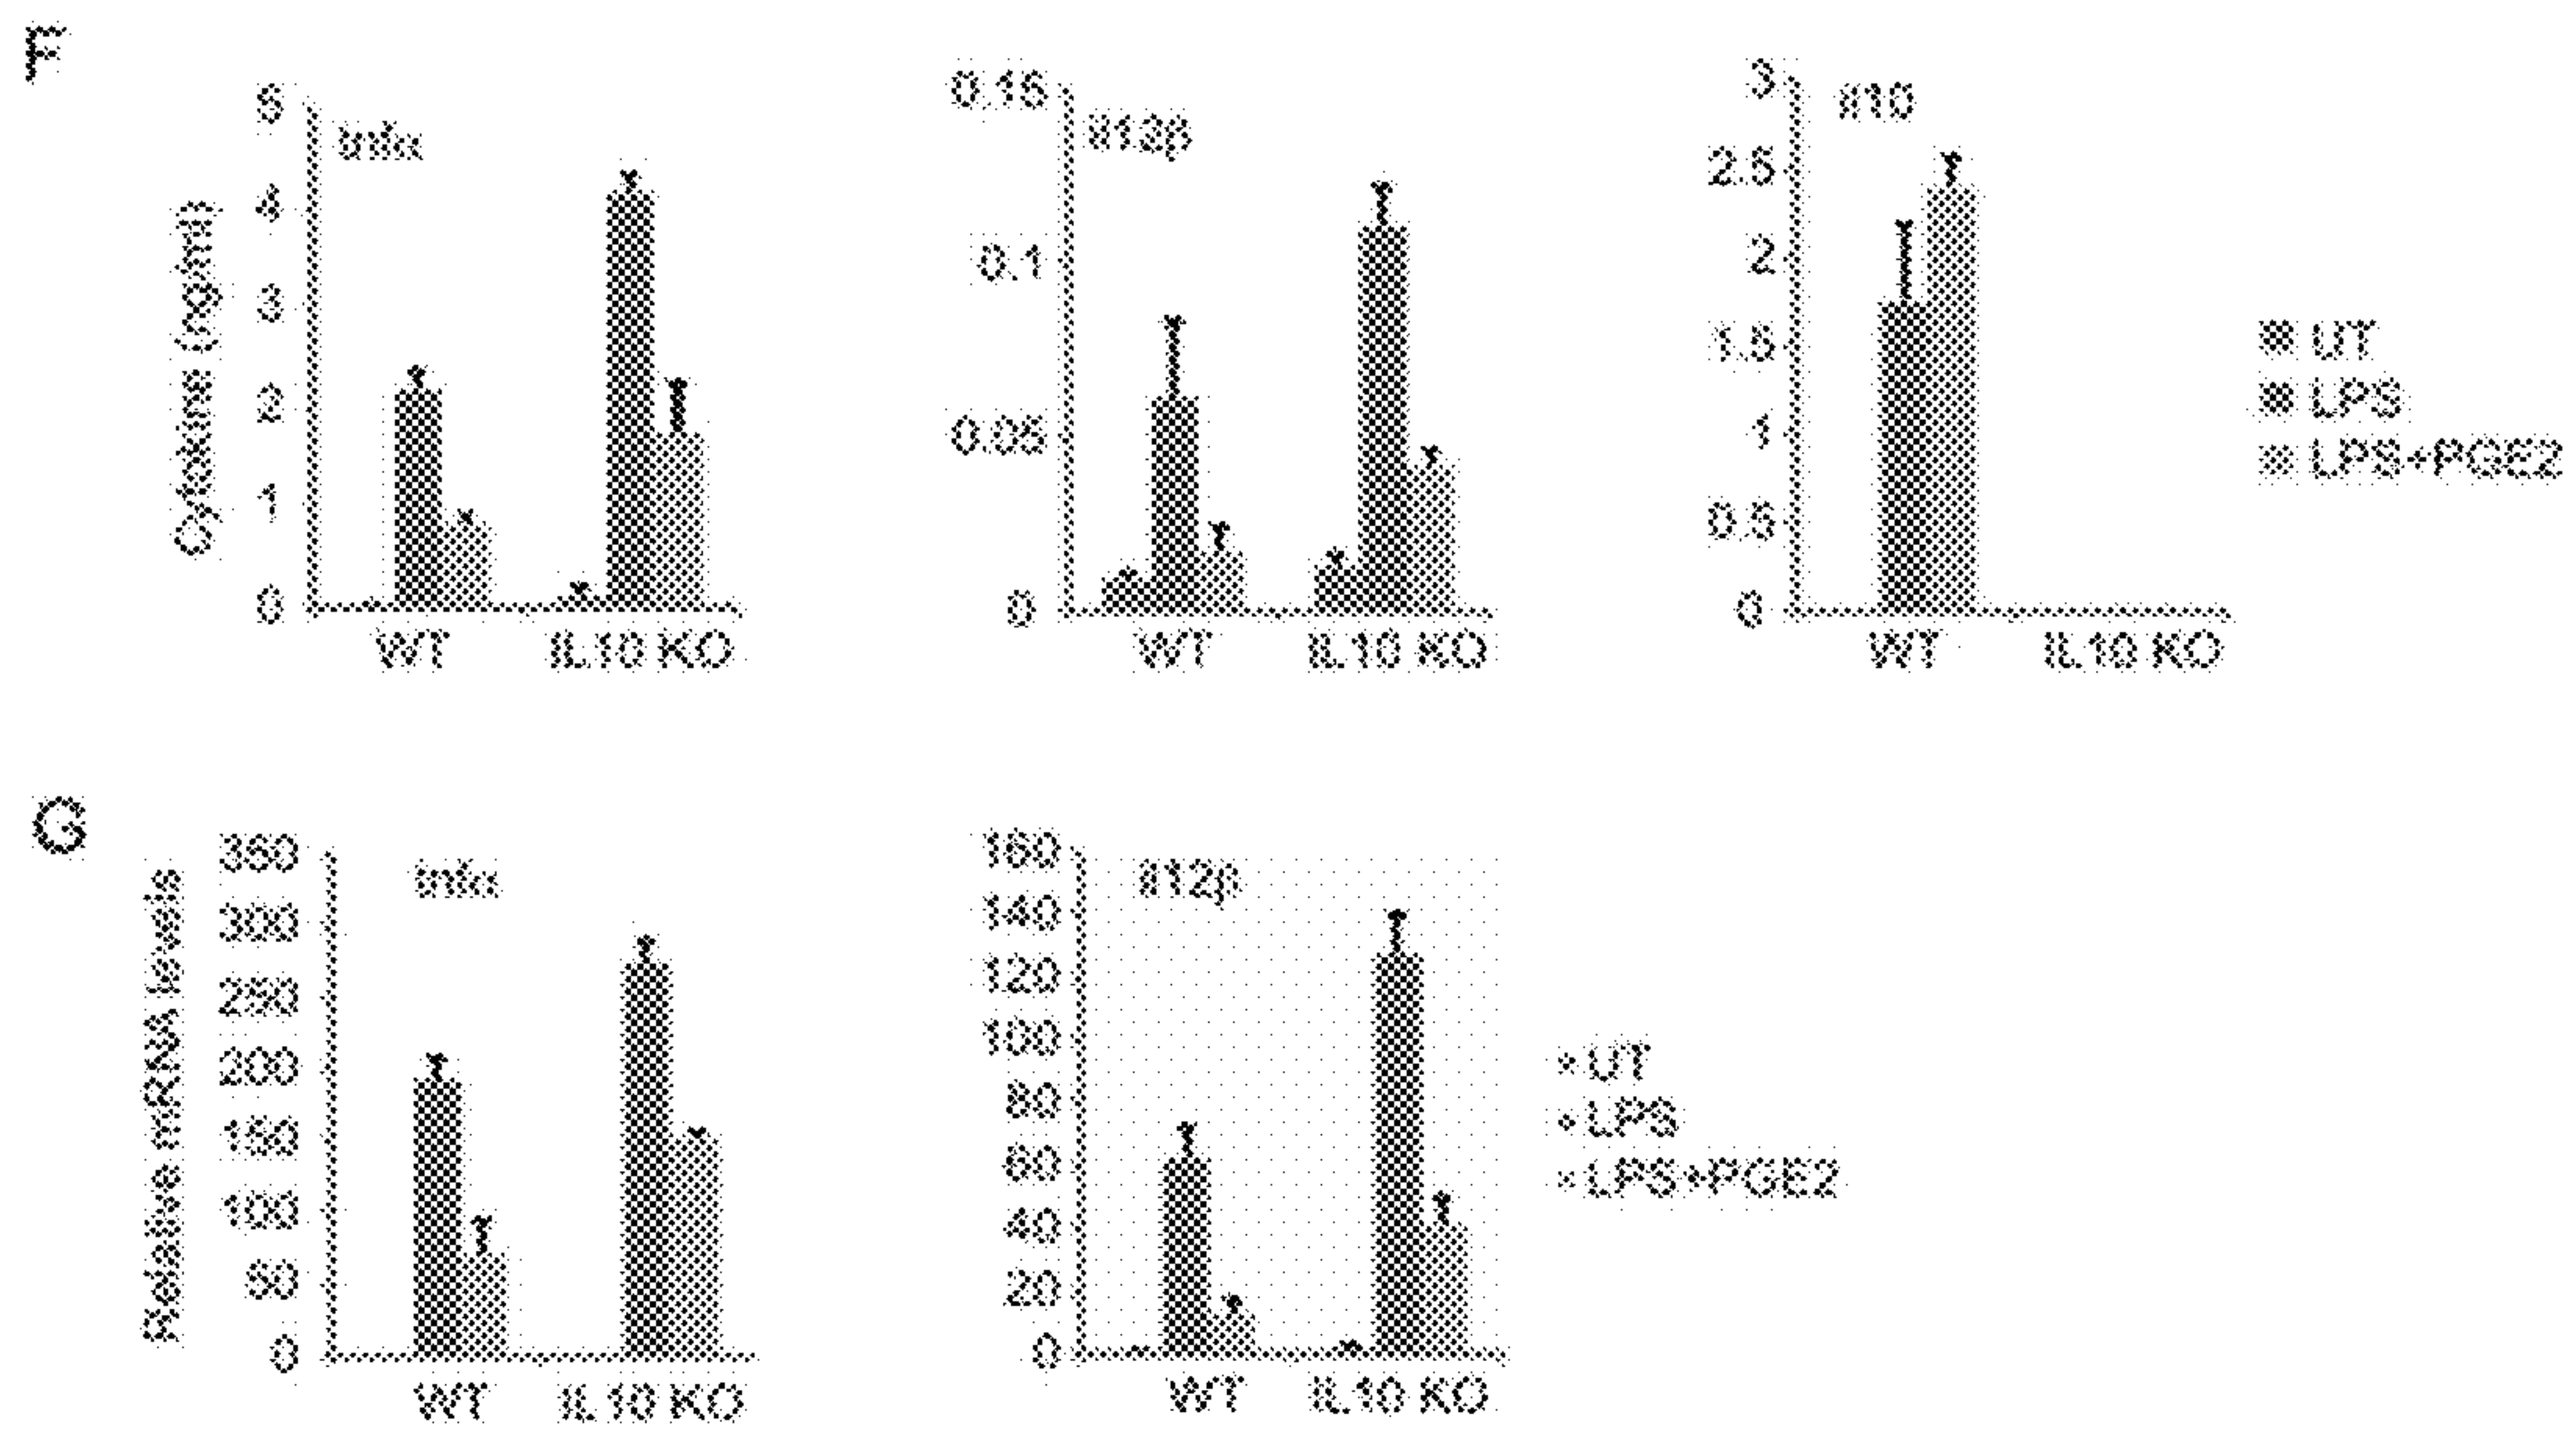 F
Cytokine (ng/ml)
5
4
3
2
1
0
tnfα
WT IL10 KO
0.15
0.1
0.05
0
il12β
WT IL10 KO
3
2.5
2
1.5
1
0.5
0
il10
WT IL10 KO
UT
LPS
LPS+PGE2
G
Relative mRNA levels
350
300
250
200
150
100
50
0
tnfα
WT IL10 KO
160
140
120
100
80
60
40
20
0
il12β
WT IL10 KO
UT
LPS
LPS+PGE2